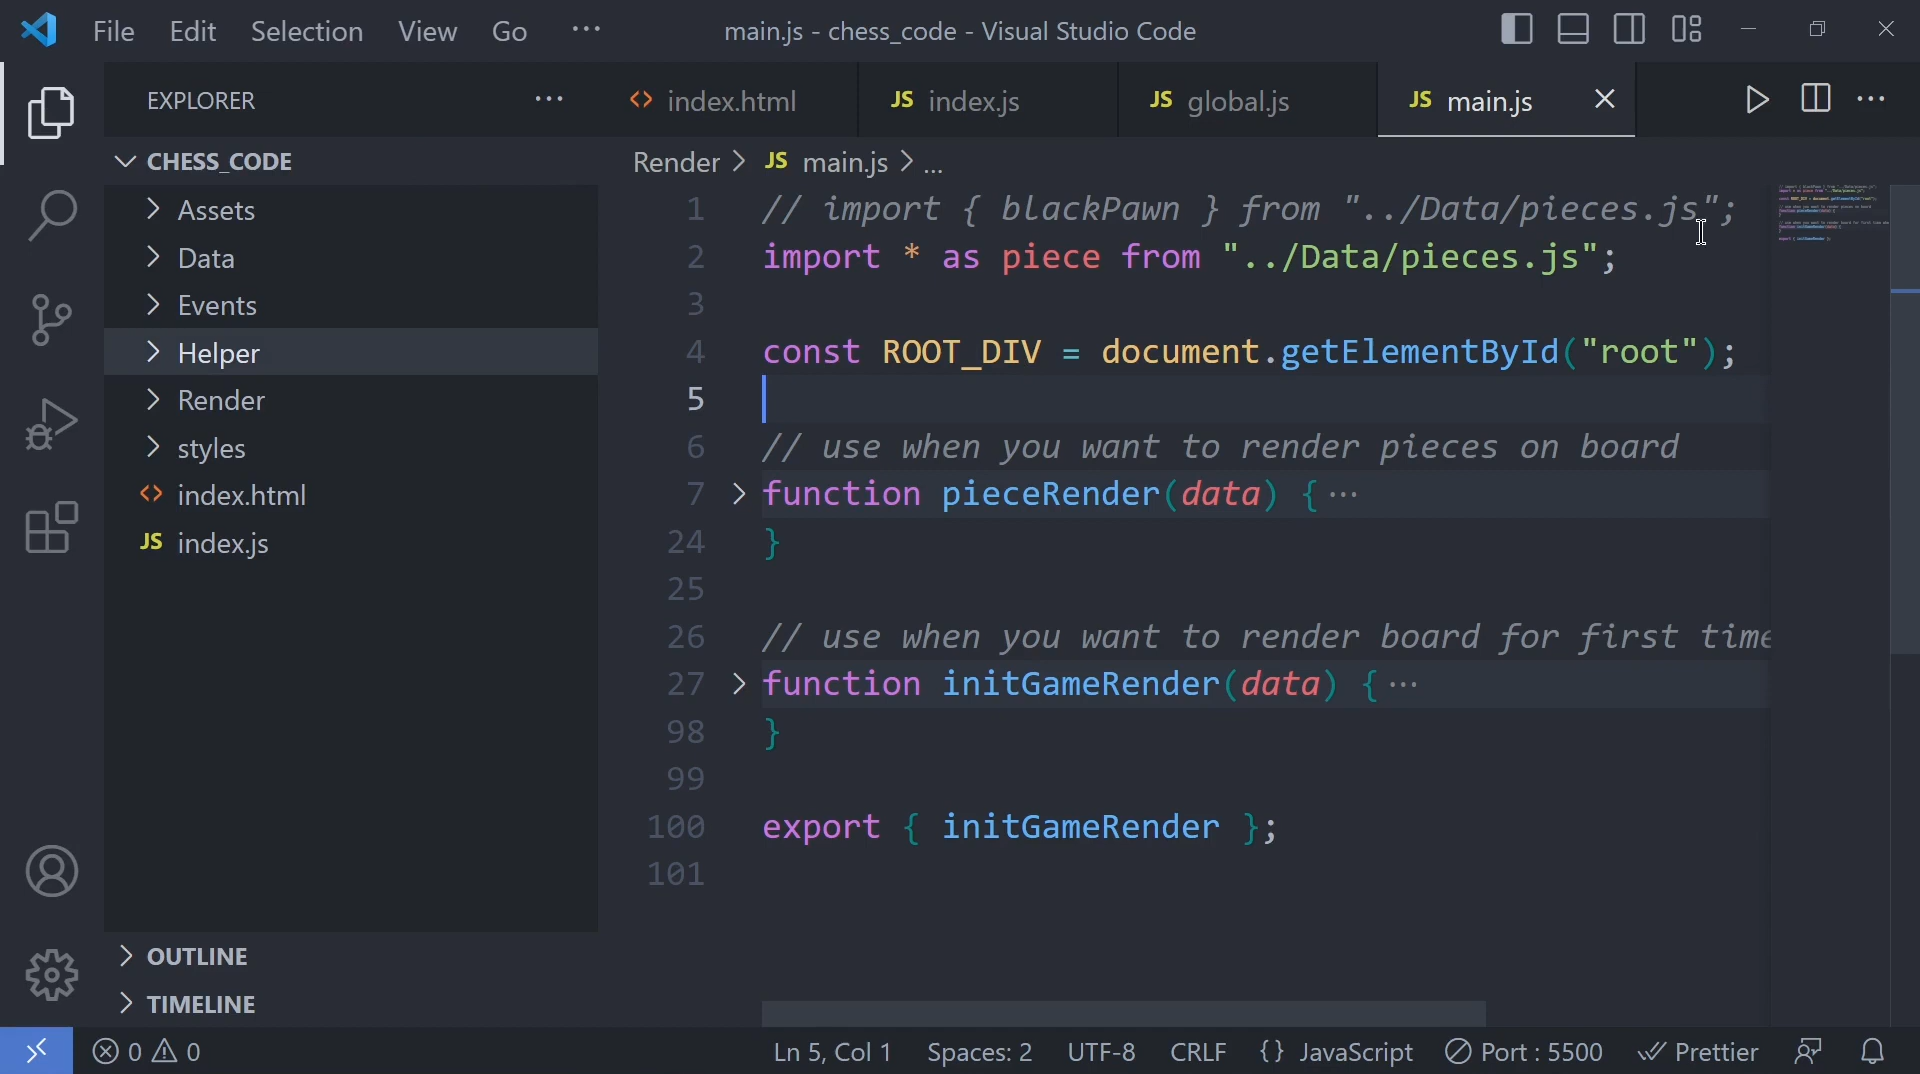 File Edit Selection View Go ··· main.js - chess_code - Visual Studio Code
EXPLORER ···
index.html
JS index.js
JS global.js
JS main.js
CHESS_CODE
Assets
Data
Events
Helper
Render
styles
index.html
JS index.js
OUTLINE
TIMELINE
Render > JS main.js > ...
1 // import { blackPawn } from "../Data/pieces.js";
2 import * as piece from "../Data/pieces.js";
3
4 const ROOT_DIV = document.getElementById("root");
5
6 // use when you want to render pieces on board
7 function pieceRender(data) { ···
24 }
25
26 // use when you want to render board for first time
27 function initGameRender(data) { ···
98 }
99
100 export { initGameRender };
101
0 0 Ln 5, Col 1 Spaces: 2 UTF-8 CRLF {} JavaScript Port : 5500 Prettier